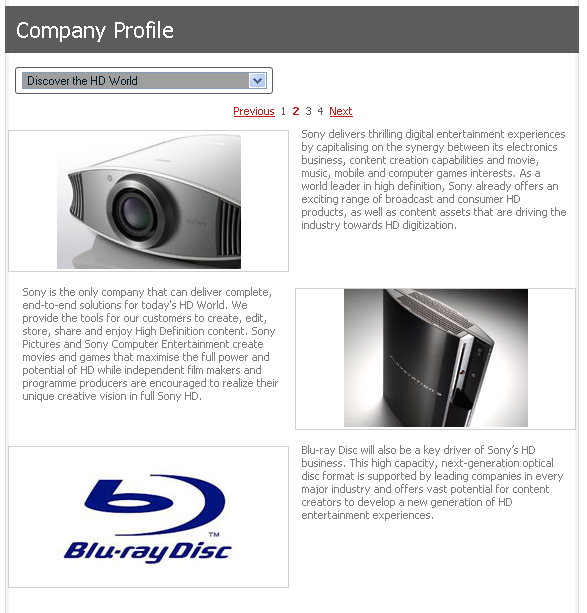 Company Profile
Discover the HD World
Previous 1 2 3 4 Next
SONY
Sony delivers thrilling digital entertainment experiences
by capitalising on the synergy between its electronics
business, content creation capabilities and movie,
music, mobile and computer games interests. As a
world leader in high definition, Sony already offers an
exciting range of broadcast and consumer HD
products, as well as content assets that are driving the
industry towards HD digitization.
Sony is the only company that can deliver complete,
end-to-end solutions for today's HD World. We
provide the tools for our customers to create, edit,
store, share and enjoy High Definition content. Sony
Pictures and Sony Computer Entertainment create
movies and games that maximise the full power and
potential of HD while independent film makers and
programme producers are encouraged to realize their
unique creative vision in full Sony HD.
PLAYSTATION 3
Blu-ray Disc
TM
Blu-ray Disc will also be a key driver of Sony’s HD
business. This high capacity, next-generation optical
disc format is supported by leading companies in every
major industry and offers vast potential for content
creators to develop a new generation of HD
entertainment experiences.